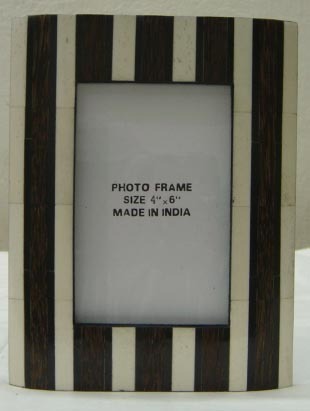 PHOTO FRAME
SIZE 4"x6"
MADE IN INDIA